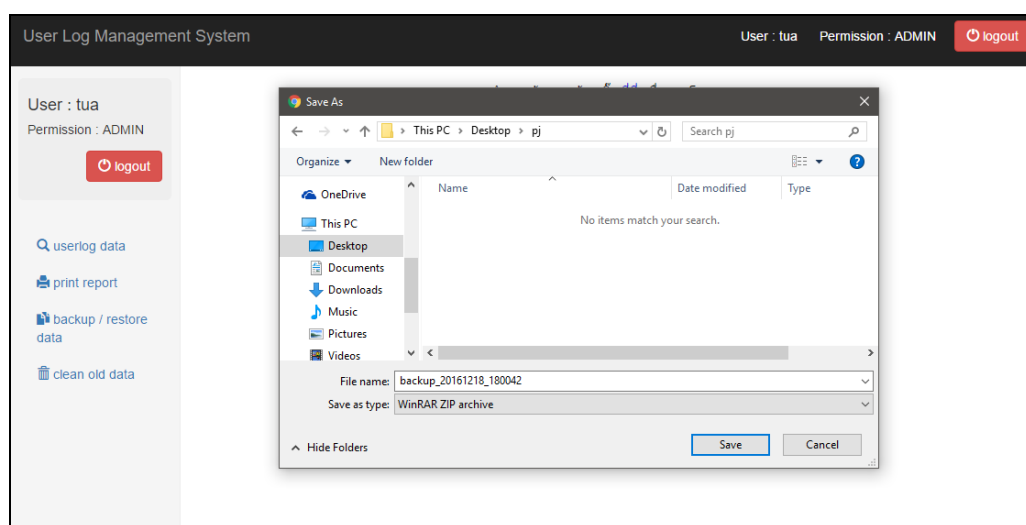 User Log Management System
User : tua Permission : ADMIN logout
User : tua
Permission : ADMIN
logout
userlog data
print report
backup / restore
data
clean old data
Save As
This PC › Desktop › pj
Search pj
Organize
New folder
OneDrive
This PC
Desktop
Documents
Downloads
Music
Pictures
Videos
Name Date modified Type
No items match your search.
File name: backup_20161218_180042
Save as type: WinRAR ZIP archive
Hide Folders
Save
Cancel